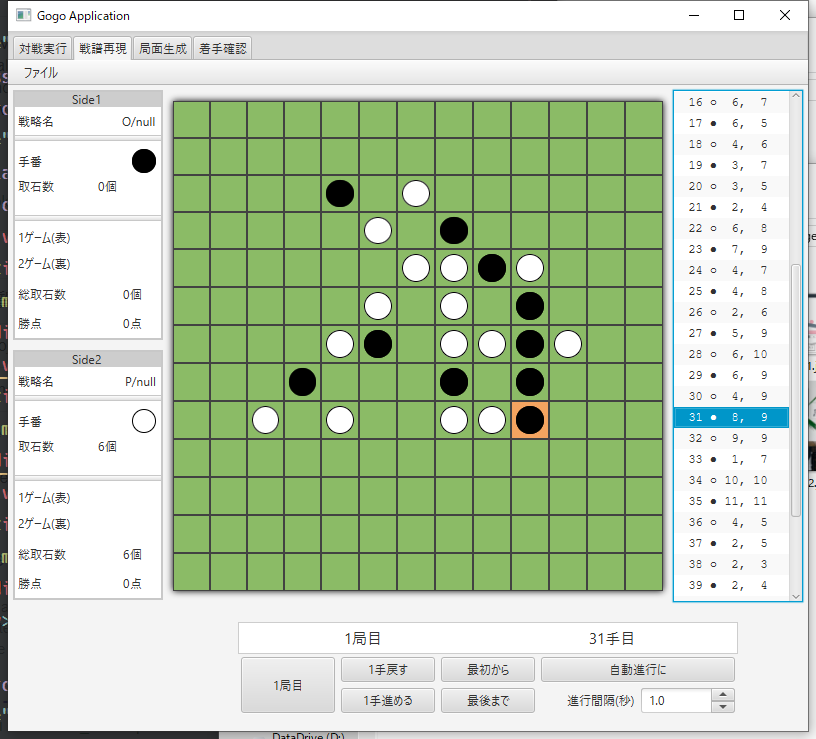 Gogo Application
対戦実行 戦譜再現 局面生成 着手確認
ファイル
Side1
戦略名 O/null
手番
取石数 0個
1ゲーム(表)
2ゲーム(裏)
総取石数 0個
勝点 0点
Side2
戦略名 P/null
手番
取石数 6個
1ゲーム(表)
2ゲーム(裏)
総取石数 6個
勝点 0点
16 ○ 6, 7
17 ● 6, 5
18 ○ 4, 6
19 ● 3, 7
20 ○ 3, 5
21 ● 2, 4
22 ○ 6, 8
23 ● 7, 9
24 ○ 4, 7
25 ● 4, 8
26 ○ 2, 6
27 ● 5, 9
28 ○ 6, 10
29 ● 6, 9
30 ○ 4, 9
31 ● 8, 9
32 ○ 9, 9
33 ● 1, 7
34 ○ 10, 10
35 ● 11, 11
36 ○ 4, 5
37 ● 2, 5
38 ○ 2, 3
39 ● 2, 4
1局目 31手目
1局目
1手戻す 最初から 自動進行に
1手進める 最後まで 進行間隔(秒) 1.0
DataDrive (D:)